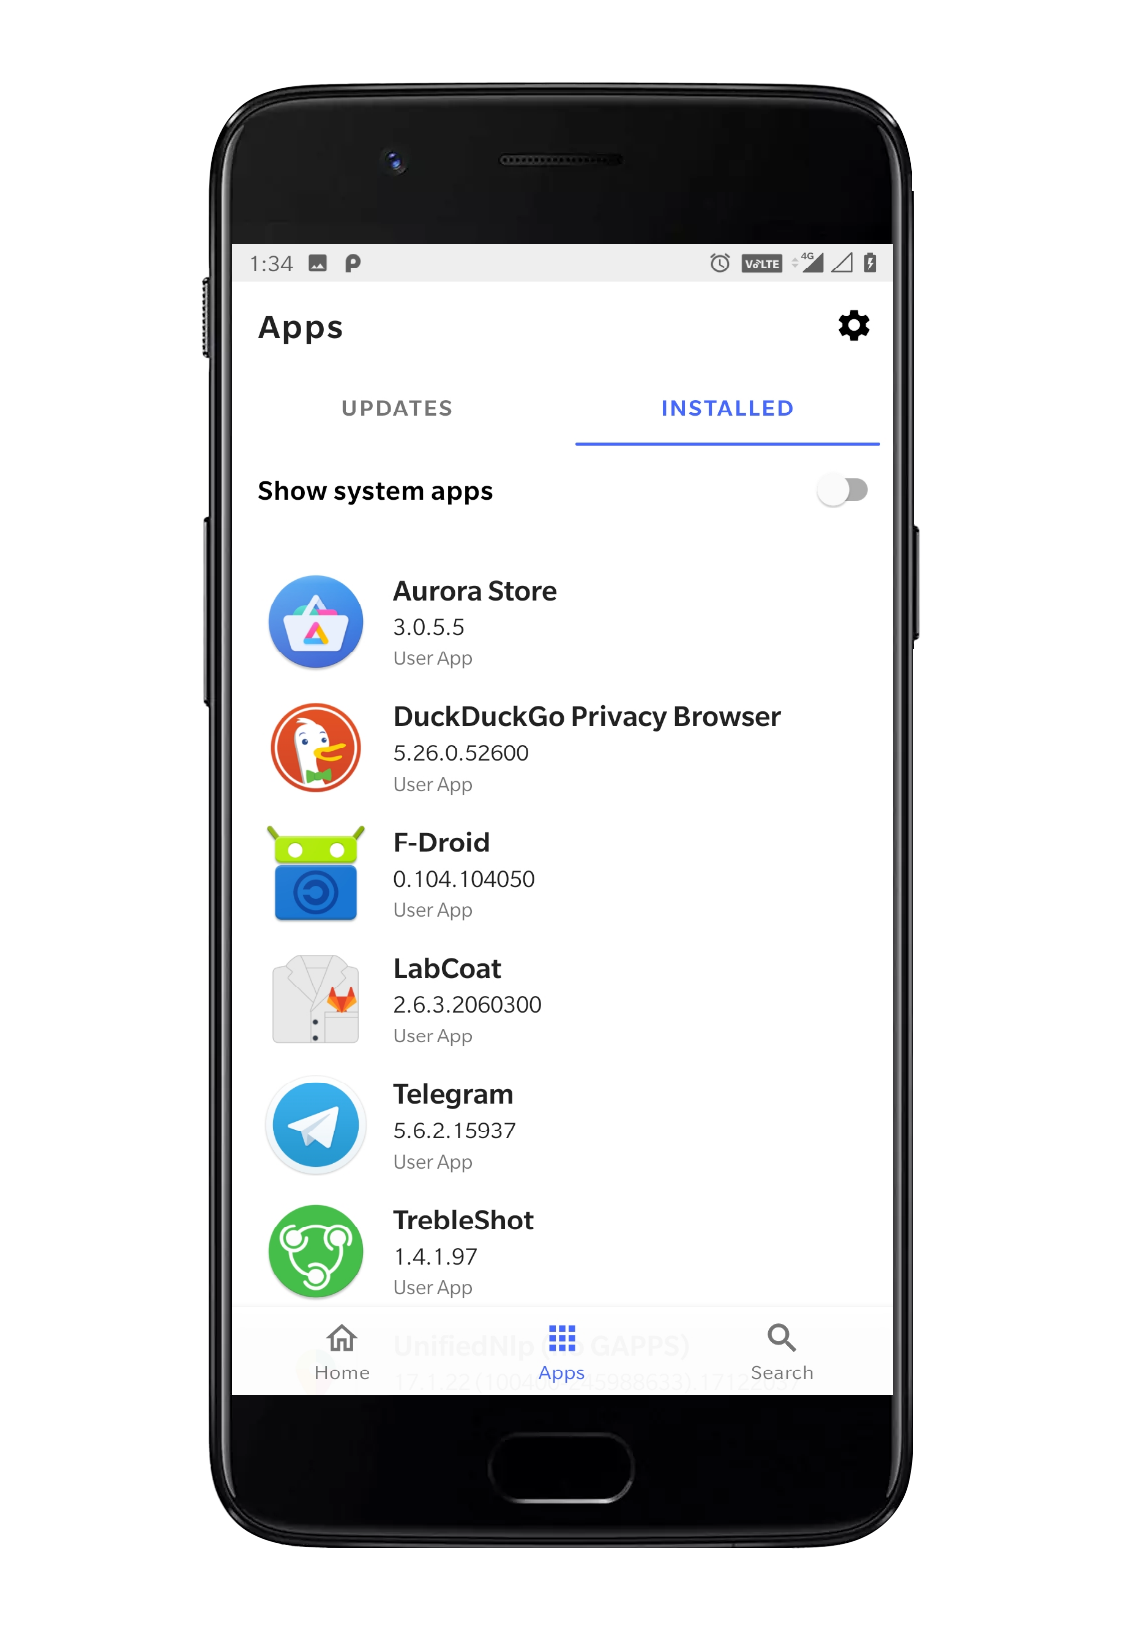 1:34
VoLTE
4G
Apps
UPDATES
INSTALLED
Show system apps
Aurora Store
3.0.5.5
User App
DuckDuckGo Privacy Browser
5.26.0.52600
User App
F-Droid
0.104.104050
User App
LabCoat
2.6.3.2060300
User App
Telegram
5.6.2.15937
User App
TrebleShot
1.4.1.97
User App
UnifiedNlp GAPPS)
17.1.22
Home
Apps
Search